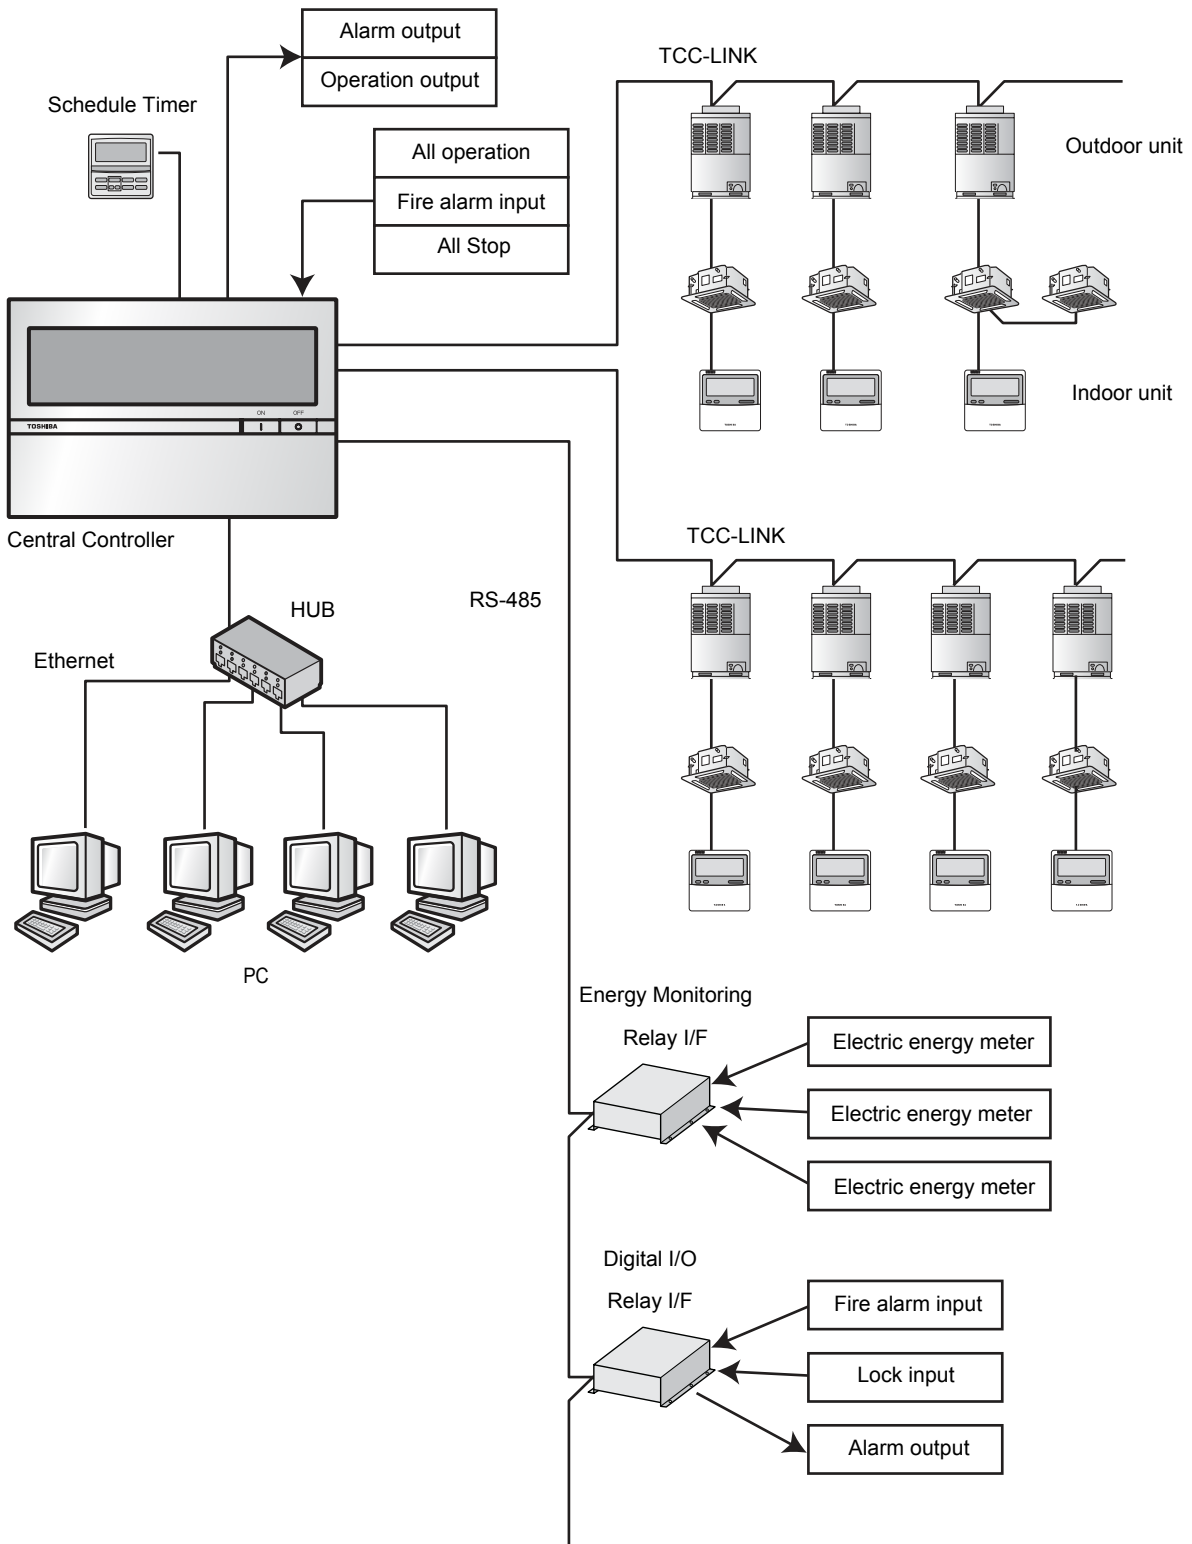 Alarm output
Operation output
TCC-LINK
Schedule Timer
All operation
Fire alarm input
All Stop
Outdoor unit
Indoor unit
ON OFF
TOSHIBA
Central Controller
TCC-LINK
RS-485
HUB
Ethernet
PC
Energy Monitoring
Relay I/F
Electric energy meter
Electric energy meter
Electric energy meter
Digital I/O
Relay I/F
Fire alarm input
Lock input
Alarm output